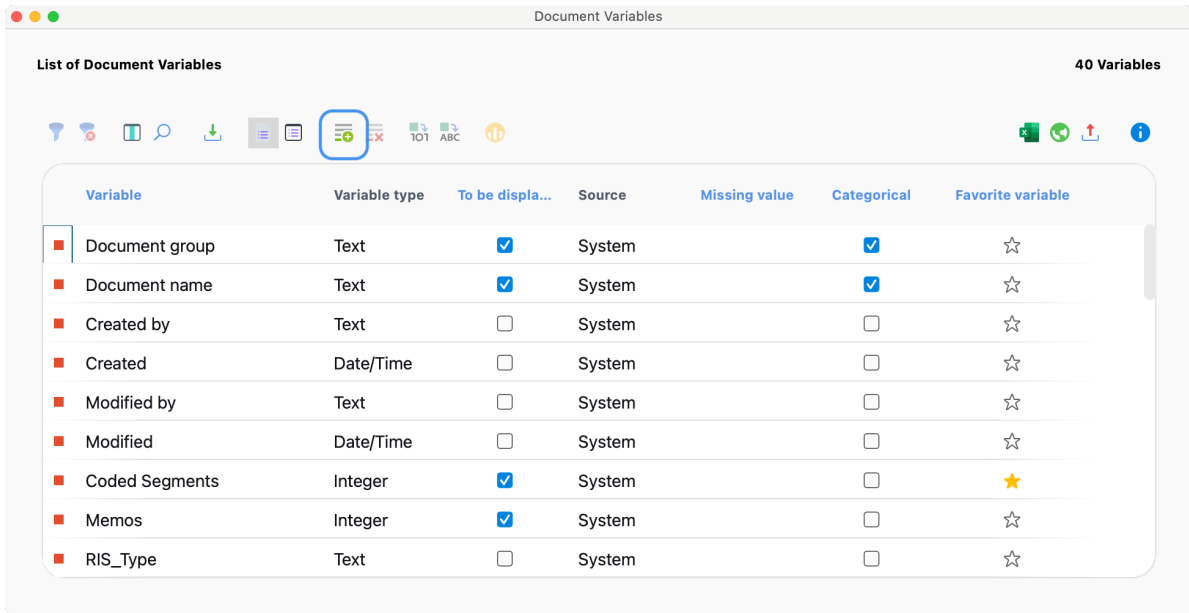 Document Variables
List of Document Variables 40 Variables
101 ABC
Variable Variable type To be displa... Source Missing value Categorical Favorite variable
Document group Text System
Document name Text System
Created by Text System
Created Date/Time System
Modified by Text System
Modified Date/Time System
Coded Segments Integer System
Memos Integer System
RIS_Type Text System